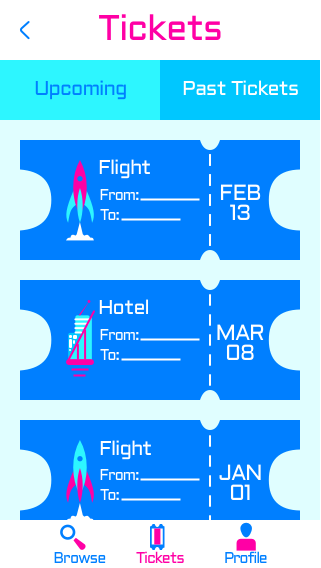 Tickets
Upcoming
Past Tickets
Flight
From:
To:
FEB
13
Hotel
From:
To:
MAR
08
Flight
From:
To:
JAN
01
Browse
Tickets
Profile